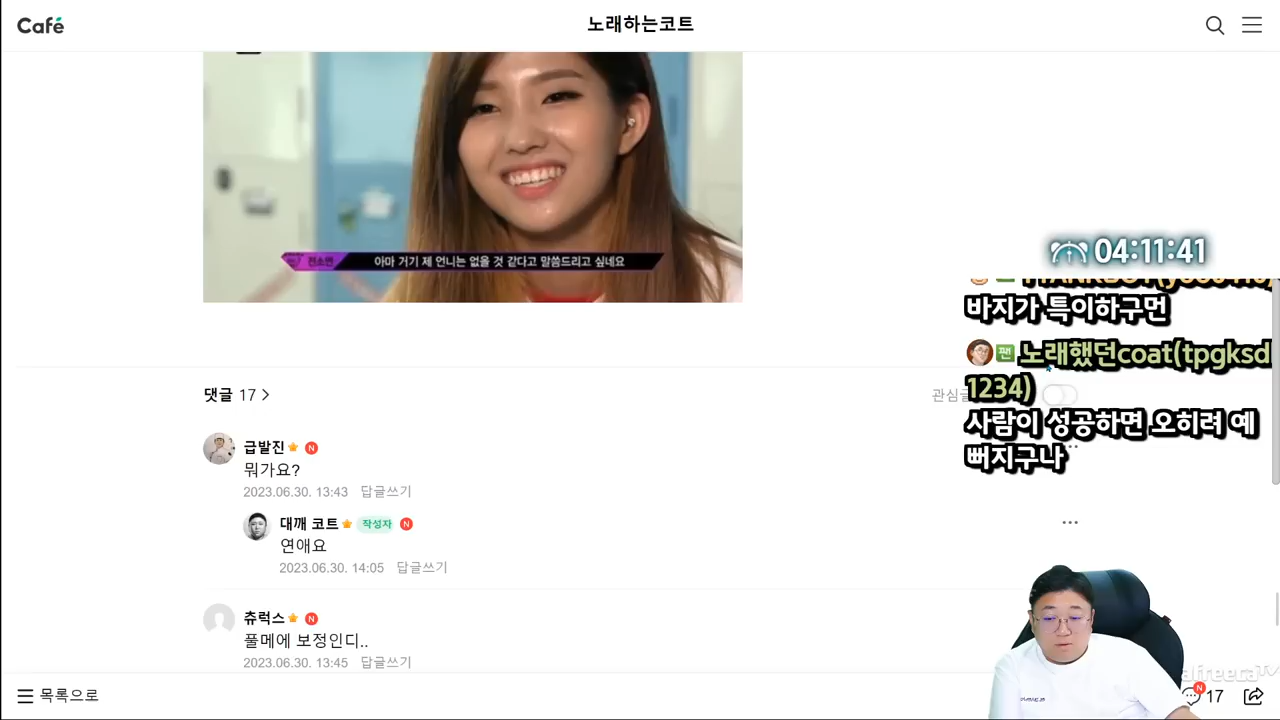 Café
노래하는코트
전소연
아마 거기 제 언니는 없을 것 같다고 말씀드리고 싶네요
04:11:41
바지가 특이하구먼
노래했던coat(tpgksd
1234)
사람이 성공하면 오히려 예
뻐지구나
댓글 17
급발진 N
뭐가요?
2023.06.30. 13:43 답글쓰기
대깨 코트 작성자 N
연애요
2023.06.30. 14:05 답글쓰기
츄럭스 N
풀메에 보정인디..
2023.06.30. 13:45 답글쓰기
afreecaTV
목록으로
N
17